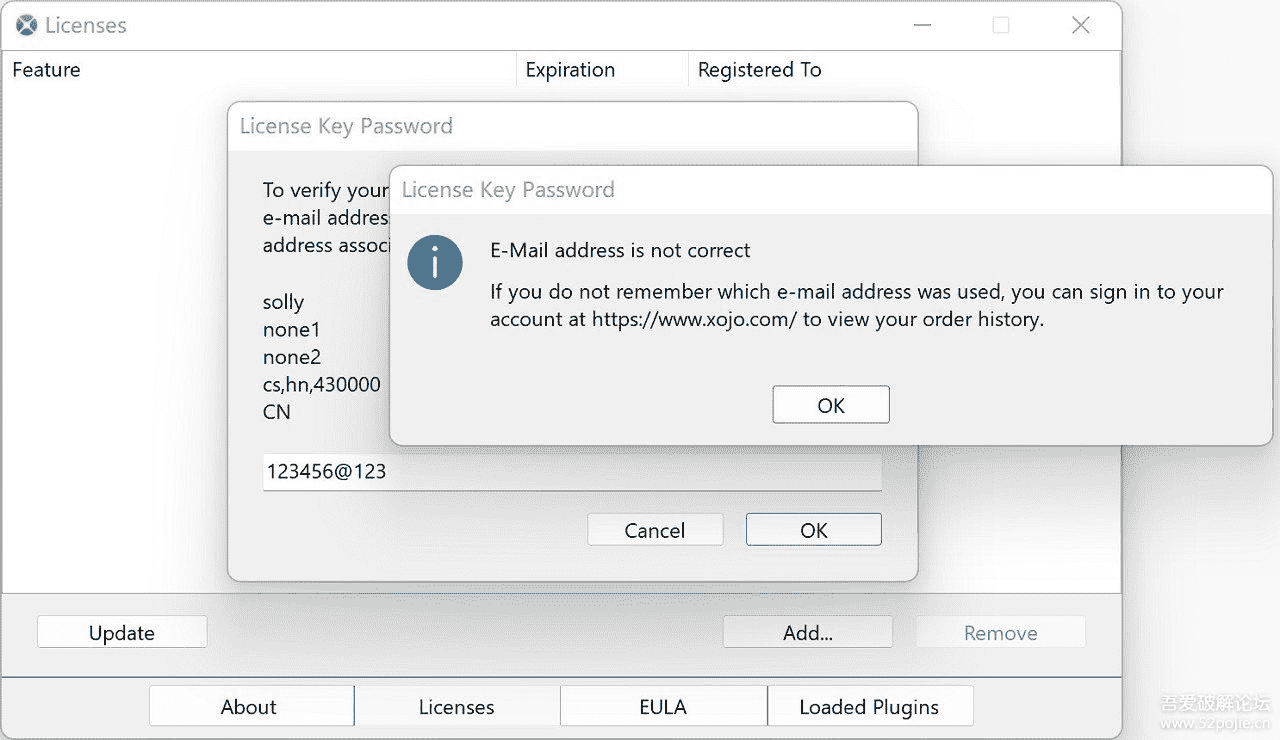 Licenses
Feature
Expiration
Registered To
License Key Password
To verify your
e-mail addres
address associ
solly
none1
none2
cs,hn,430000
CN
123456@123
Cancel
OK
License Key Password
E-Mail address is not correct
If you do not remember which e-mail address was used, you can sign in to your
account at https://www.xojo.com/ to view your order history.
OK
Update
Add...
Remove
About
Licenses
EULA
Loaded Plugins
吾爱破解论坛
www.52pojie.cn